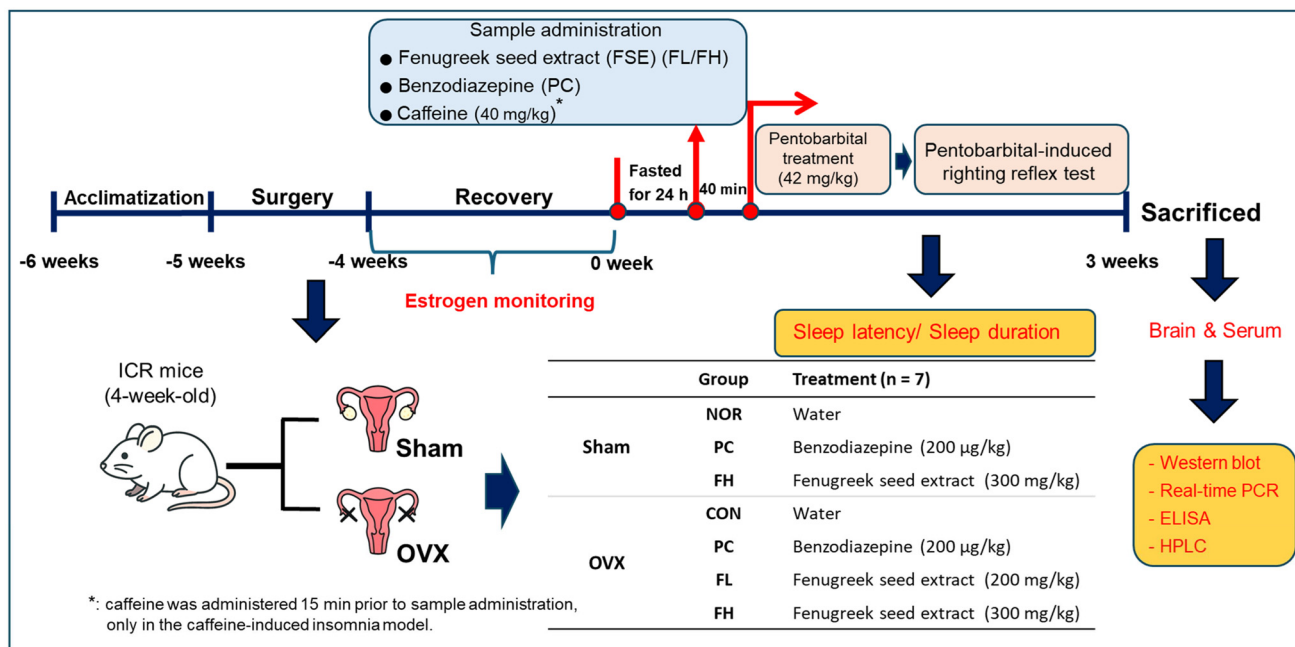 Sample administration
● Fenugreek seed extract (FSE) (FL/FH)
● Benzodiazepine (PC)
● Caffeine (40 mg/kg)*
Pentobarbital
treatment
(42 mg/kg)
Pentobarbital-induced
righting reflex test
Acclimatization
Surgery
Recovery
Fasted
for 24 h
40 min
Sacrificed
-6 weeks
-5 weeks
-4 weeks
0 week
3 weeks
Estrogen monitoring
Sleep latency/ Sleep duration
Brain & Serum
ICR mice
(4-week-old)
Sham
OVX
Group Treatment (n = 7)
NOR Water
Sham PC Benzodiazepine (200 µg/kg)
FH Fenugreek seed extract (300 mg/kg)
CON Water
PC Benzodiazepine (200 µg/kg)
OVX
FL Fenugreek seed extract (200 mg/kg)
FH Fenugreek seed extract (300 mg/kg)
- Western blot
- Real-time PCR
- ELISA
- HPLC
*: caffeine was administered 15 min prior to sample administration,
only in the caffeine-induced insomnia model.